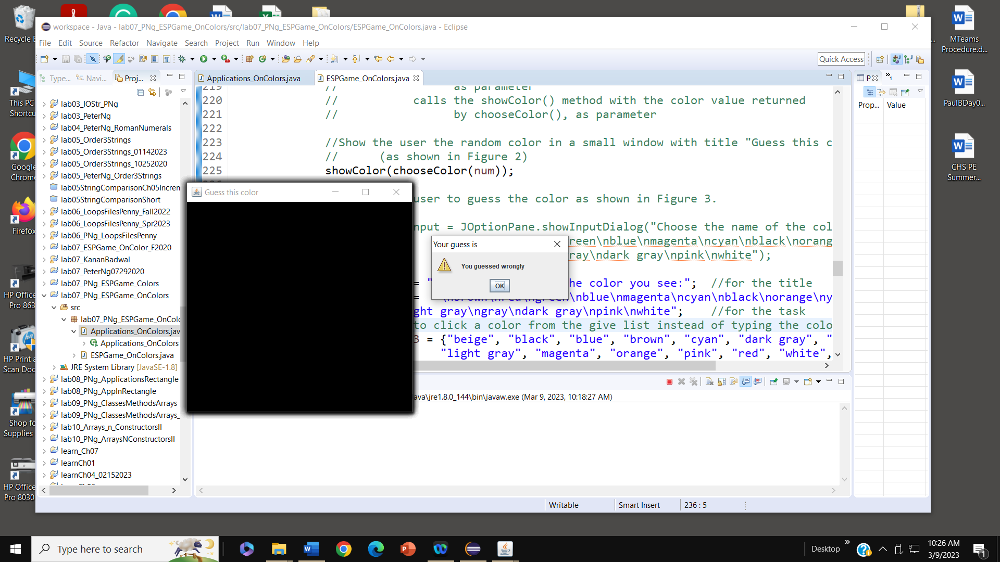 Recycle
workspace - Java - lab07_PNg_ESPGame_OnColors/src/lab07_PNg_ESPGame_OnColors/ESPGame_OnColors.java - Eclipse
File Edit Source Refactor Navigate Search Project Run Window Help
Quick Access
Type... Navi... Proj...
Applications_OnColors.java
ESPGame_OnColors.java
P
1
Prop... Value
lab03_IOStr_PNg
lab03_PeterNg
lab04_PeterNg_RomanNumerals
lab05_Order3Strings
lab05_Order3Strings_01142023
lab05_Order3Strings_10252020
lab05_PeterNg_Order3Strings
lab05StringComparisonCh05Increm
lab05StringComparisonShort
lab06_LoopsFilesPenny_Fall2022
lab06_LoopsFilesPenny_Spr2023
lab06_PNg_LoopsFilesPenny
lab07_ESPGame_OnColor_F2020
lab07_KananBadwal
lab07_PeterNg07292020
lab07_PNg_ESPGame_Colors
lab07_PNg_ESPGame_OnColors
src
lab07_PNg_ESPGame_OnColo
Applications_OnColors.jav
Applications_OnColors
ESPGame_OnColors.java
JRE System Library [JavaSE-1.8]
lab08_PNg_ApplicationsRectangle
lab08_PNg_AppInRectangle
lab09_PNg_ClassesMethodsArrays
lab09_PNg_ClassesMethodsArrays_
lab10_Arrays_n_ConstructorsII
lab10_PNg_ArraysNConstructorsII
learn_Ch07
learnCh01
learnCh04_02152023
219 // as parameter
220 // calls the showColor() method with the color value returned
221 // by chooseColor(), as parameter
222
223 //Show the user the random color in a small window with title "Guess this c
224 // (as shown in Figure 2)
225 showColor(chooseColor(num));
user to guess the color as shown in Figure 3.
nput = JOptionPane.showInputDialog("Choose the name of the col
reen\nblue\nmagenta\ncyan\nblack\norang
ray\ndark gray\npink\nwhite");
= " he color you see:"; //for the title
= \nblue\nmagenta\ncyan\nblack\norange\ny
ght gray\ngray\ndark gray\npink\nwhite"; //for the task
to click a color from the give list instead of typing the colo
3 = {"beige", "black", "blue", "brown", "cyan", "dark gray", "
"light gray", "magenta", "orange", "pink", "red", "white",
Guess this color
Your guess is
You guessed wrongly
OK
ava\jre1.8.0_144\bin\javaw.exe (Mar 9, 2023, 10:18:27 AM)
Writable Smart Insert 236 : 5
This PC
Shortcu
Google
Chrome
Firefox
HP Office
Pro 863
HP Print a
Scan Doc
Shop fo
Supplies
HP Office
Pro 8030
MTeams
Procedure.d...
PaulBDay0...
CHS PE
Summer...
Type here to search
Desktop
10:26 AM
3/9/2023
1